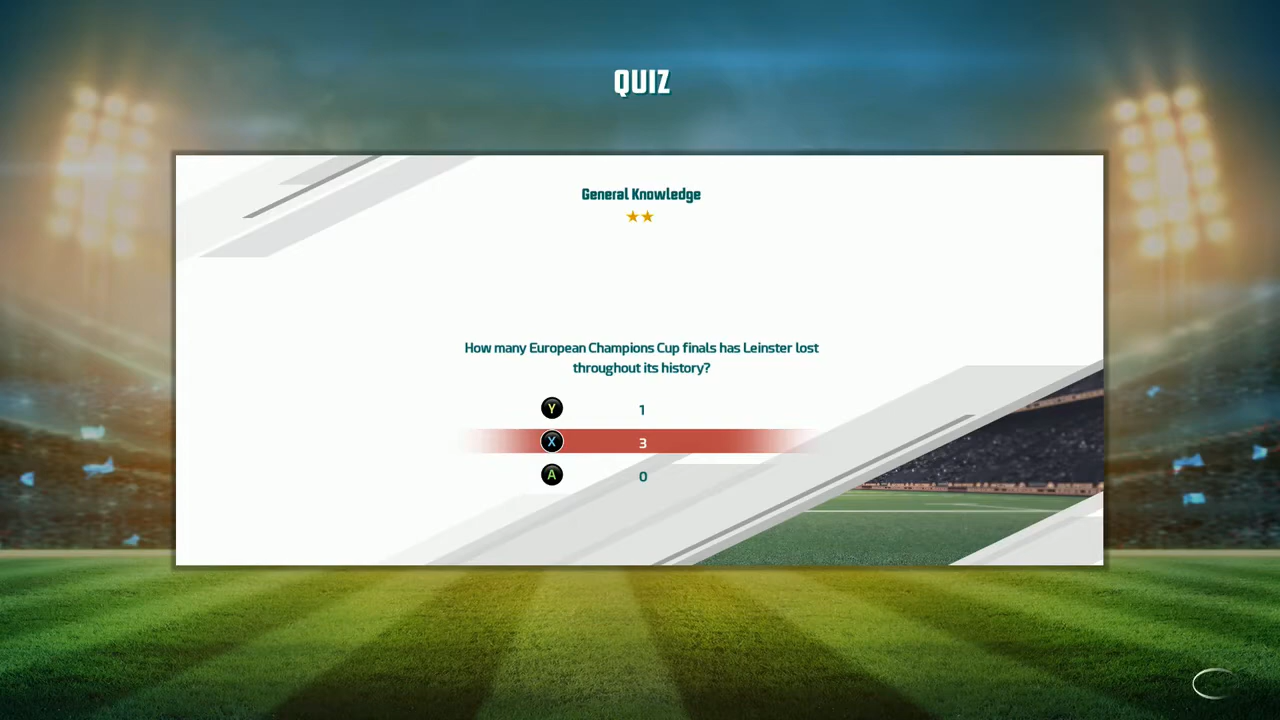 QUIZ
General Knowledge
How many European Champions Cup finals has Leinster lost
throughout its history?
Y 1
X 3
A 0